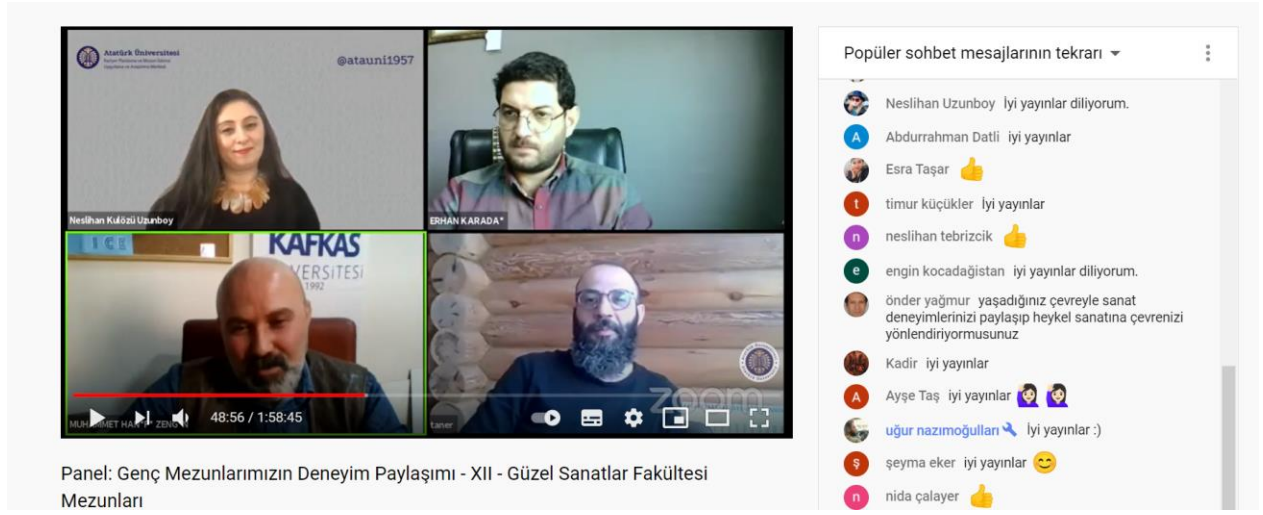 Atatürk Üniversitesi
@atauni1957
Neslihan Kulözü Uzunboy
ERHAN KARADA*
ICE
KAFKAS
VERSİTESİ
1992
zoom
48:56 / 1:58:45
taner
Panel: Genç Mezunlarımızın Deneyim Paylaşımı - XII - Güzel Sanatlar Fakültesi
Mezunları
Popüler sohbet mesajlarının tekrarı
Neslihan Uzunboy İyi yayınlar diliyorum.
A Abdurrahman Datli iyi yayınlar
Esra Taşar 👍
t timur küçükler İyi yayınlar
n neslihan tebrizcik 👍
e engin kocadağistan iyi yayınlar diliyorum.
önder yağmur yaşadığınız çevreyle sanat
deneyimlerinizi paylaşıp heykel sanatına çevrenizi
yönlendiriyormusunuz
Kadir iyi yayınlar
A Ayşe Taş iyi yayınlar 🙋🏻‍♀️ 🙋🏻‍♀️
uğur nazımoğulları İyi yayınlar :)
ş şeyma eker iyi yayınlar 😊
n nida çalayer 👍